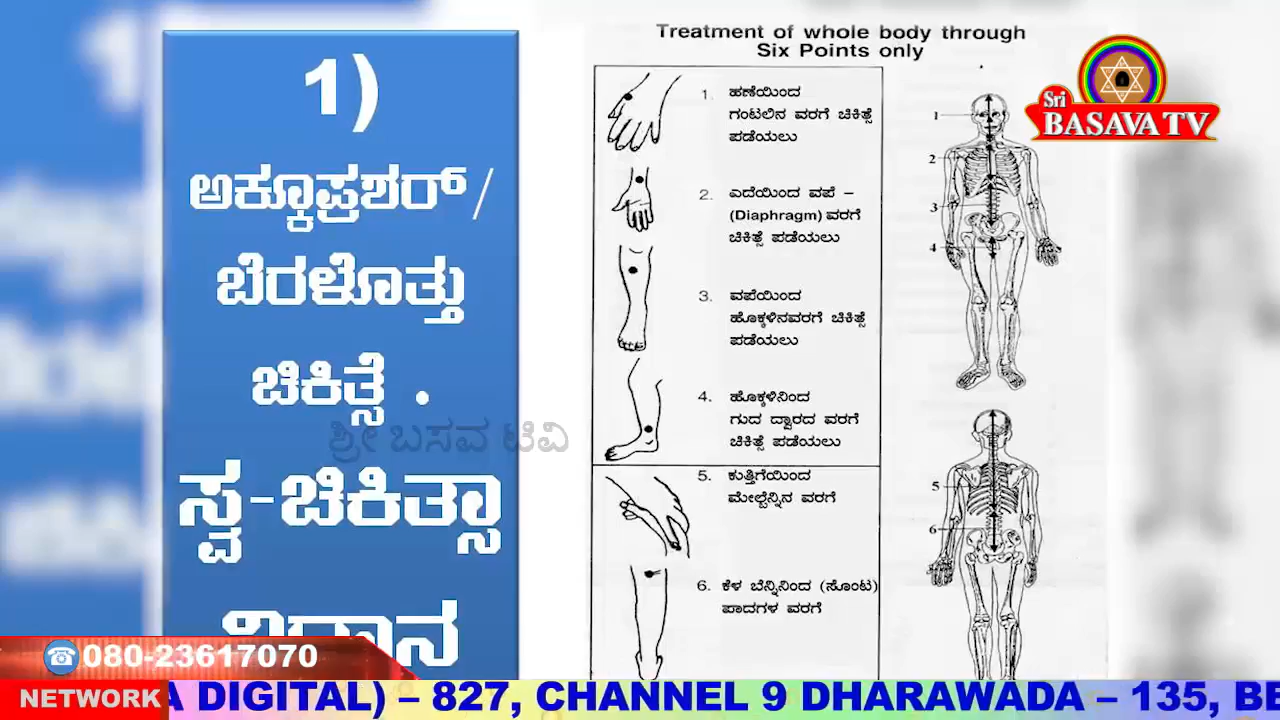 1)
ಅಕ್ಕೂಪ್ರಶರ್ /
ಬೆರಳೊತ್ತು
ಚಿಕಿತ್ಸೆ .
ಸ್ವ-ಚಿಕಿತ್ಸಾ
ವಿಧಾನ
Treatment of whole body through
Six Points only
1. ಹಣೆಯಿಂದ
ಗಂಟಲಿನ ವರಗೆ ಚಿಕಿತ್ಸೆ
ಪಡೆಯಲು
2. ಎದೆಯಿಂದ ವಪೆ –
(Diaphragm) ವರಗೆ
ಚಿಕಿತ್ಸೆ ಪಡೆಯಲು
3. ವಪೆಯಿಂದ
ಹೊಕ್ಕಳಿನವರಗೆ ಚಿಕಿತ್ಸೆ
ಪಡೆಯಲು
4. ಹೊಕ್ಕಳಿನಿಂದ
ಗುದ ದ್ವಾರದ ವರಗೆ
ಚಿಕಿತ್ಸೆ ಪಡೆಯಲು
5. ಕುತ್ತಿಗೆಯಿಂದ
ಮೇಲ್ಬೆನ್ನಿನ ವರಗೆ
6. ಕೆಳ ಬೆನ್ನಿನಿಂದ (ಸೊಂಟ)
ಪಾದಗಳ ವರಗೆ
1
2
3
4
5
6
Sri
BASAVA TV
ಶ್ರೀ ಬಸವ ಟಿವಿ
080-23617070
NETWORK
A DIGITAL) – 827, CHANNEL 9 DHARAWADA – 135, BE